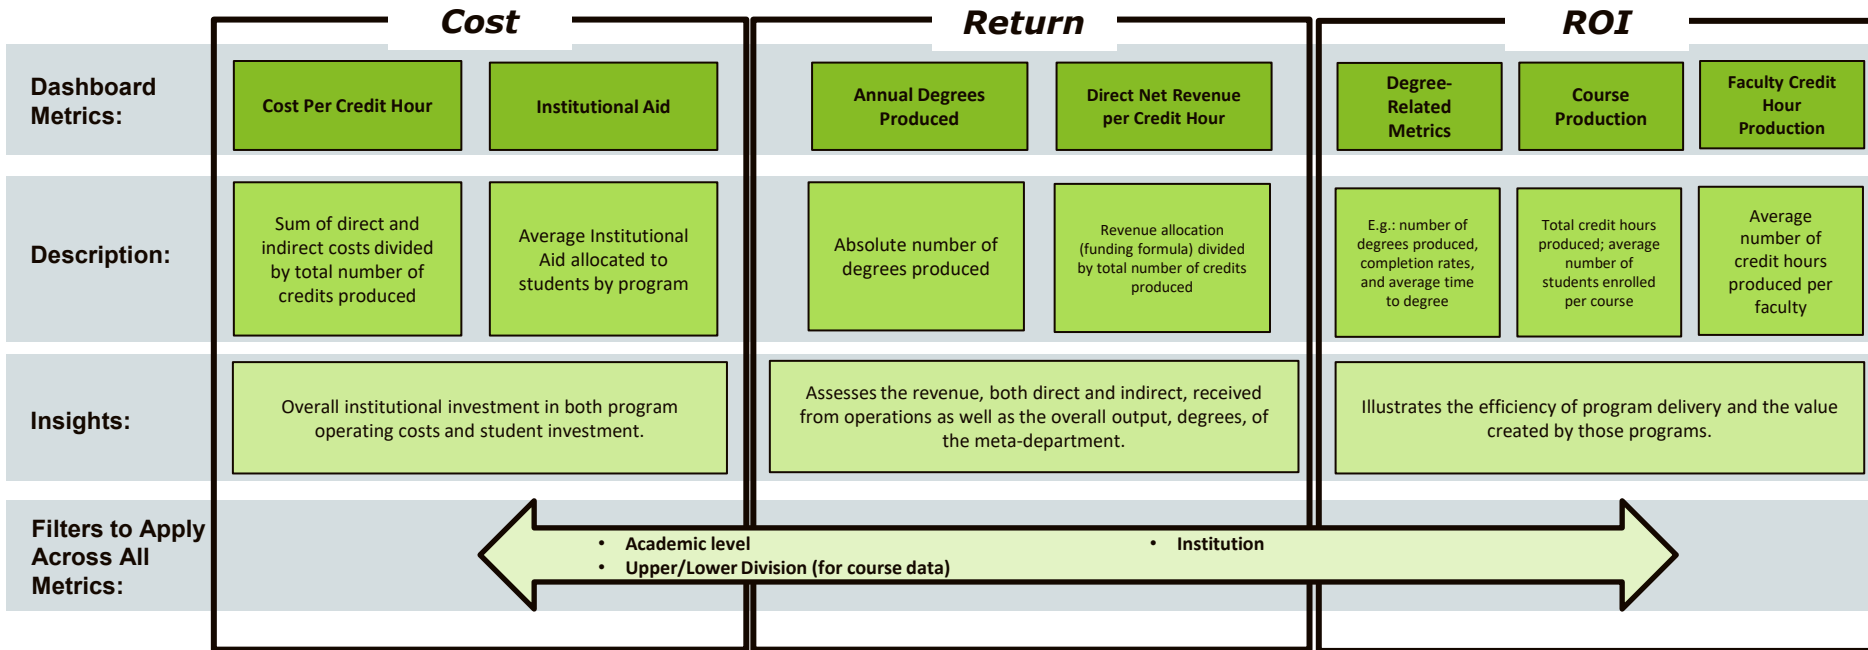 Cost
Return
ROI
Dashboard
Metrics:
Cost Per Credit Hour
Institutional Aid
Annual Degrees
Produced
Direct Net Revenue
per Credit Hour
Degree-
Related
Metrics
Course
Production
Faculty Credit
Hour
Production
Description:
Sum of direct and
indirect costs divided
by total number of
credits produced
Average Institutional
Aid allocated to
students by program
Absolute number of
degrees produced
Revenue allocation
(funding formula) divided
by total number of credits
produced
E.g.: number of
degrees produced,
completion rates,
and average time
to degree
Total credit hours
produced; average
number of
students enrolled
per course
Average
number of
credit hours
produced per
faculty
Insights:
Overall institutional investment in both program
operating costs and student investment.
Assesses the revenue, both direct and indirect, received
from operations as well as the overall output, degrees, of
the meta-department.
Illustrates the efficiency of program delivery and the value
created by those programs.
Filters to Apply
Across All
Metrics:
• Academic level
• Upper/Lower Division (for course data)
• Institution